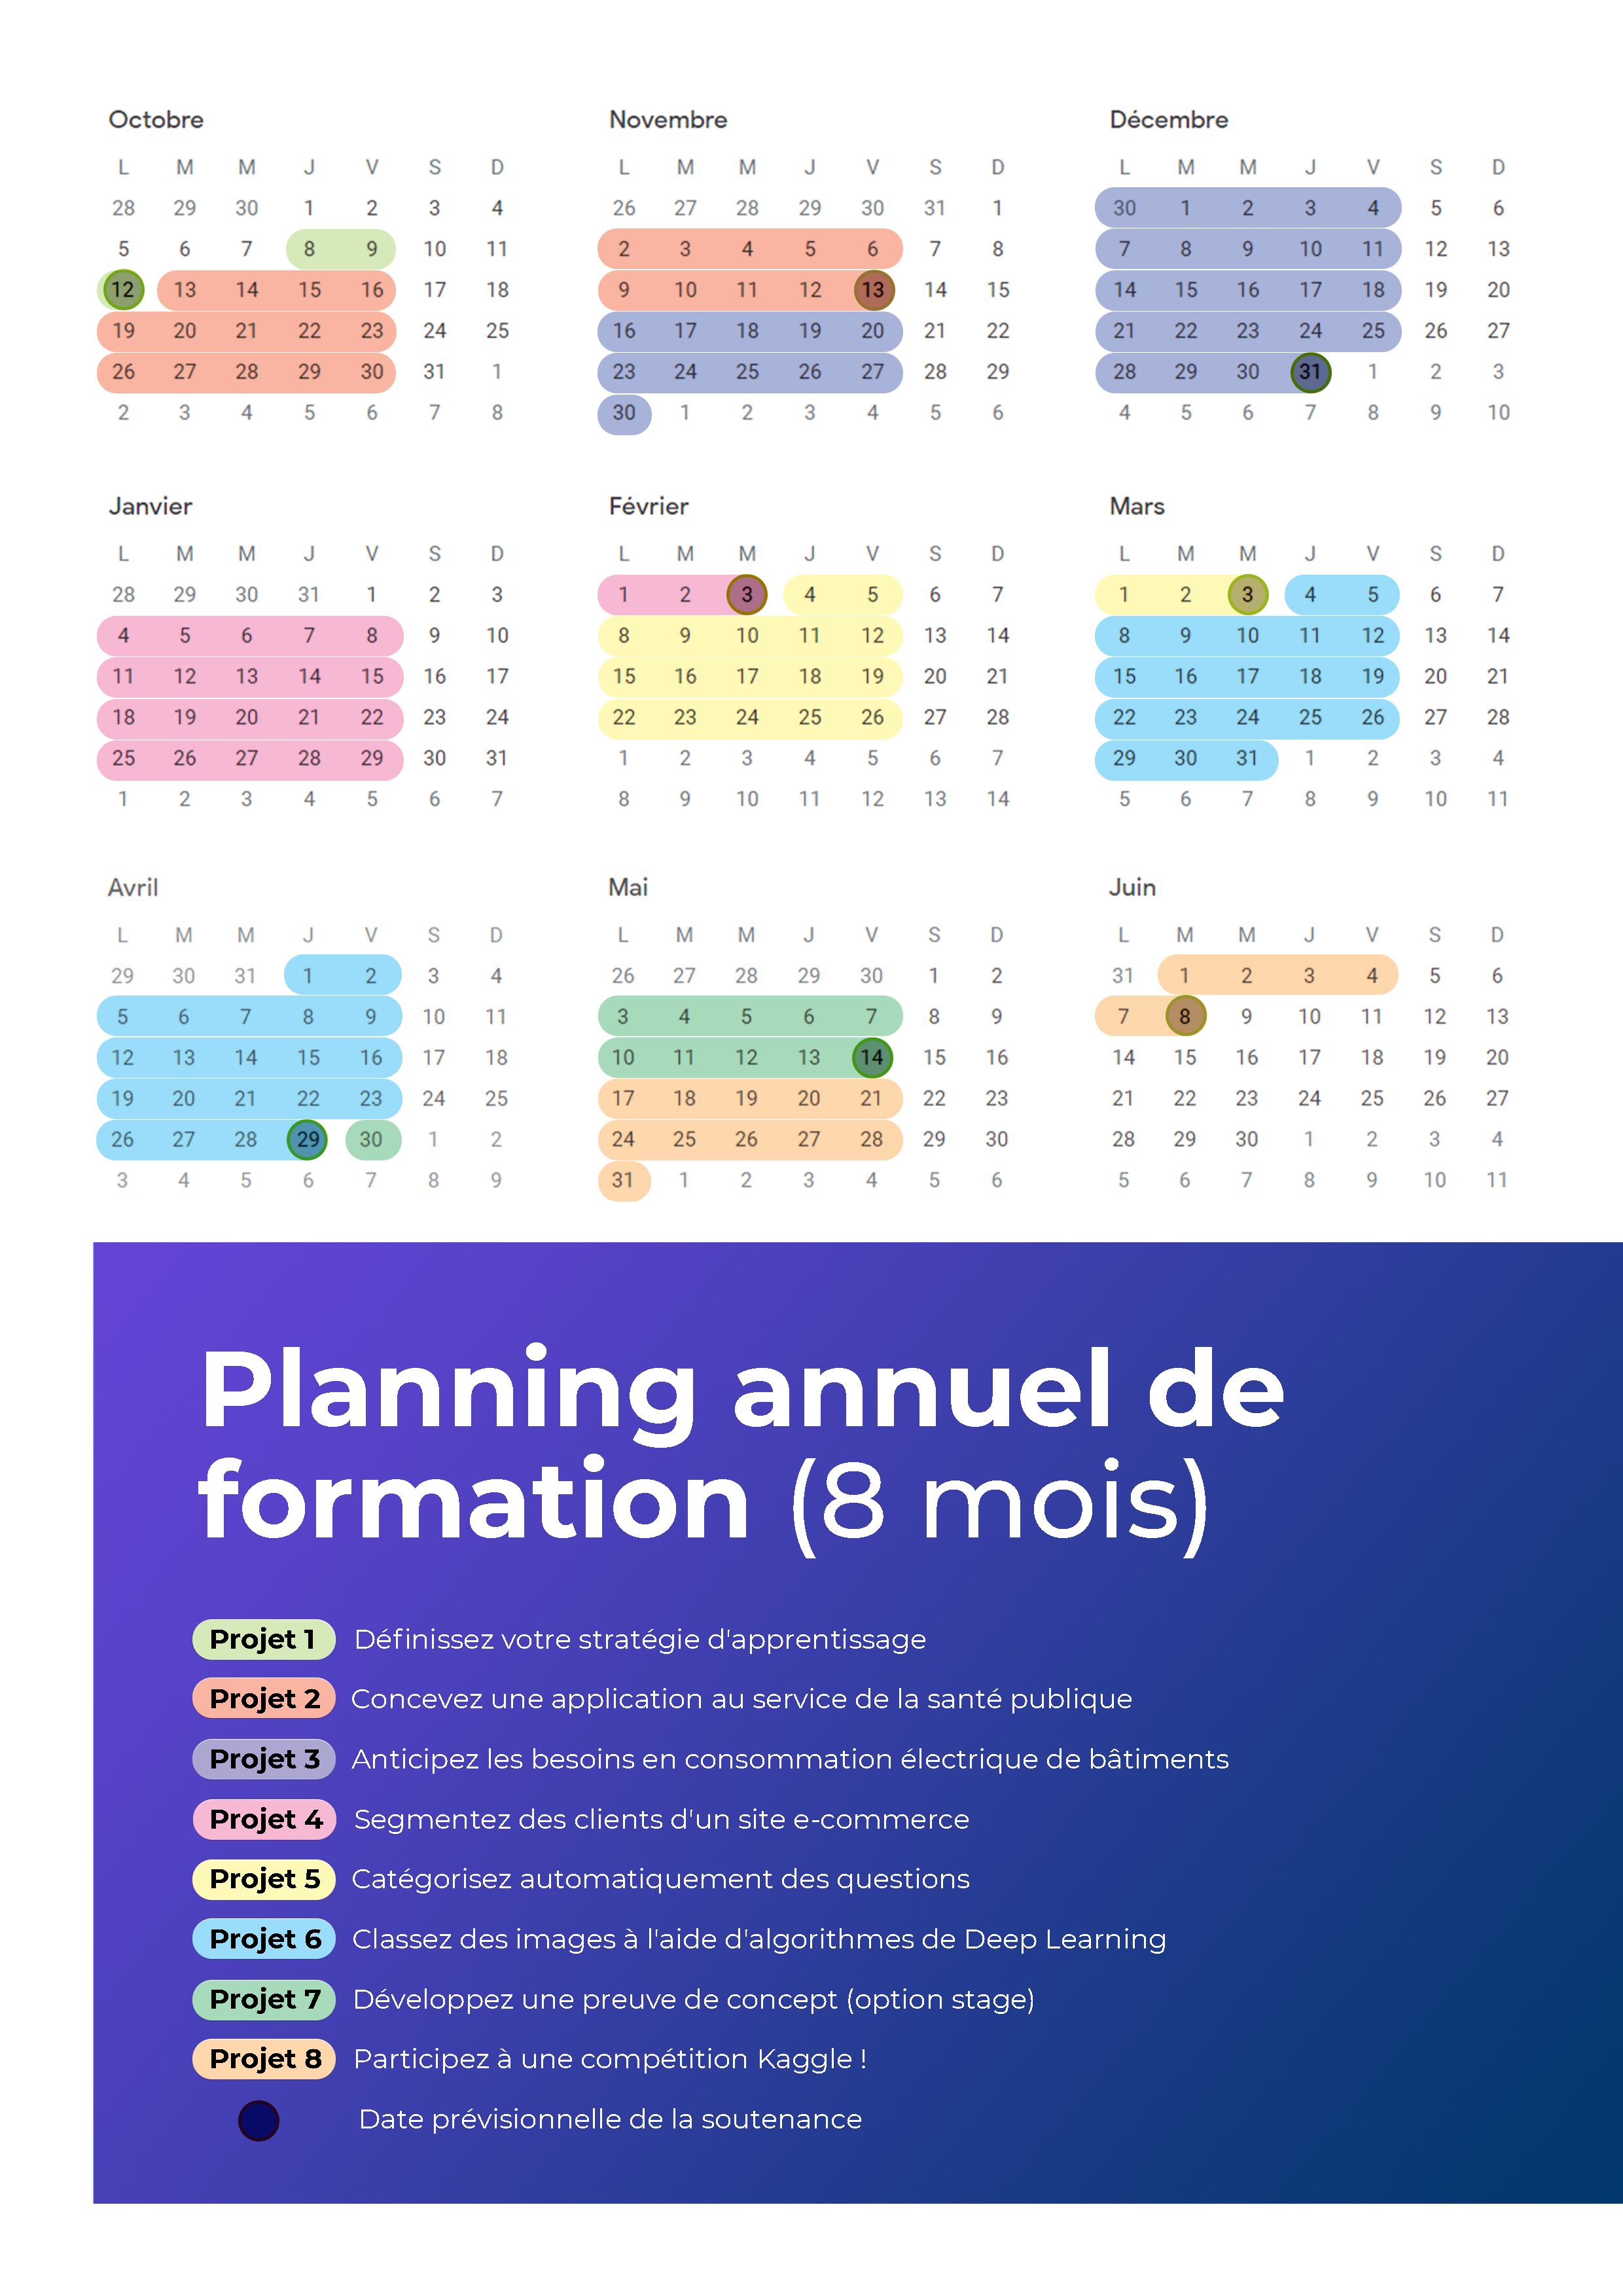 Octobre
L M M J V S D
28 29 30 1 2 3 4
5 6 7 8 9 10 11
12 13 14 15 16 17 18
19 20 21 22 23 24 25
26 27 28 29 30 31 1
2 3 4 5 6 7 8
Novembre
L M M J V S D
26 27 28 29 30 31 1
2 3 4 5 6 7 8
9 10 11 12 13 14 15
16 17 18 19 20 21 22
23 24 25 26 27 28 29
30 1 2 3 4 5 6
Décembre
L M M J V S D
30 1 2 3 4 5 6
7 8 9 10 11 12 13
14 15 16 17 18 19 20
21 22 23 24 25 26 27
28 29 30 31 1 2 3
4 5 6 7 8 9 10
Janvier
L M M J V S D
28 29 30 31 1 2 3
4 5 6 7 8 9 10
11 12 13 14 15 16 17
18 19 20 21 22 23 24
25 26 27 28 29 30 31
1 2 3 4 5 6 7
Février
L M M J V S D
1 2 3 4 5 6 7
8 9 10 11 12 13 14
15 16 17 18 19 20 21
22 23 24 25 26 27 28
1 2 3 4 5 6 7
8 9 10 11 12 13 14
Mars
L M M J V S D
1 2 3 4 5 6 7
8 9 10 11 12 13 14
15 16 17 18 19 20 21
22 23 24 25 26 27 28
29 30 31 1 2 3 4
5 6 7 8 9 10 11
Avril
L M M J V S D
29 30 31 1 2 3 4
5 6 7 8 9 10 11
12 13 14 15 16 17 18
19 20 21 22 23 24 25
26 27 28 29 30 1 2
3 4 5 6 7 8 9
Mai
L M M J V S D
26 27 28 29 30 1 2
3 4 5 6 7 8 9
10 11 12 13 14 15 16
17 18 19 20 21 22 23
24 25 26 27 28 29 30
31 1 2 3 4 5 6
Juin
L M M J V S D
31 1 2 3 4 5 6
7 8 9 10 11 12 13
14 15 16 17 18 19 20
21 22 23 24 25 26 27
28 29 30 1 2 3 4
5 6 7 8 9 10 11
Planning annuel de
formation (8 mois)
Projet 1 Définissez votre stratégie d'apprentissage
Projet 2 Concevez une application au service de la santé publique
Projet 3 Anticipez les besoins en consommation électrique de bâtiments
Projet 4 Segmentez des clients d'un site e-commerce
Projet 5 Catégorisez automatiquement des questions
Projet 6 Classez des images à l'aide d'algorithmes de Deep Learning
Projet 7 Développez une preuve de concept (option stage)
Projet 8 Participez à une compétition Kaggle !
Date prévisionnelle de la soutenance